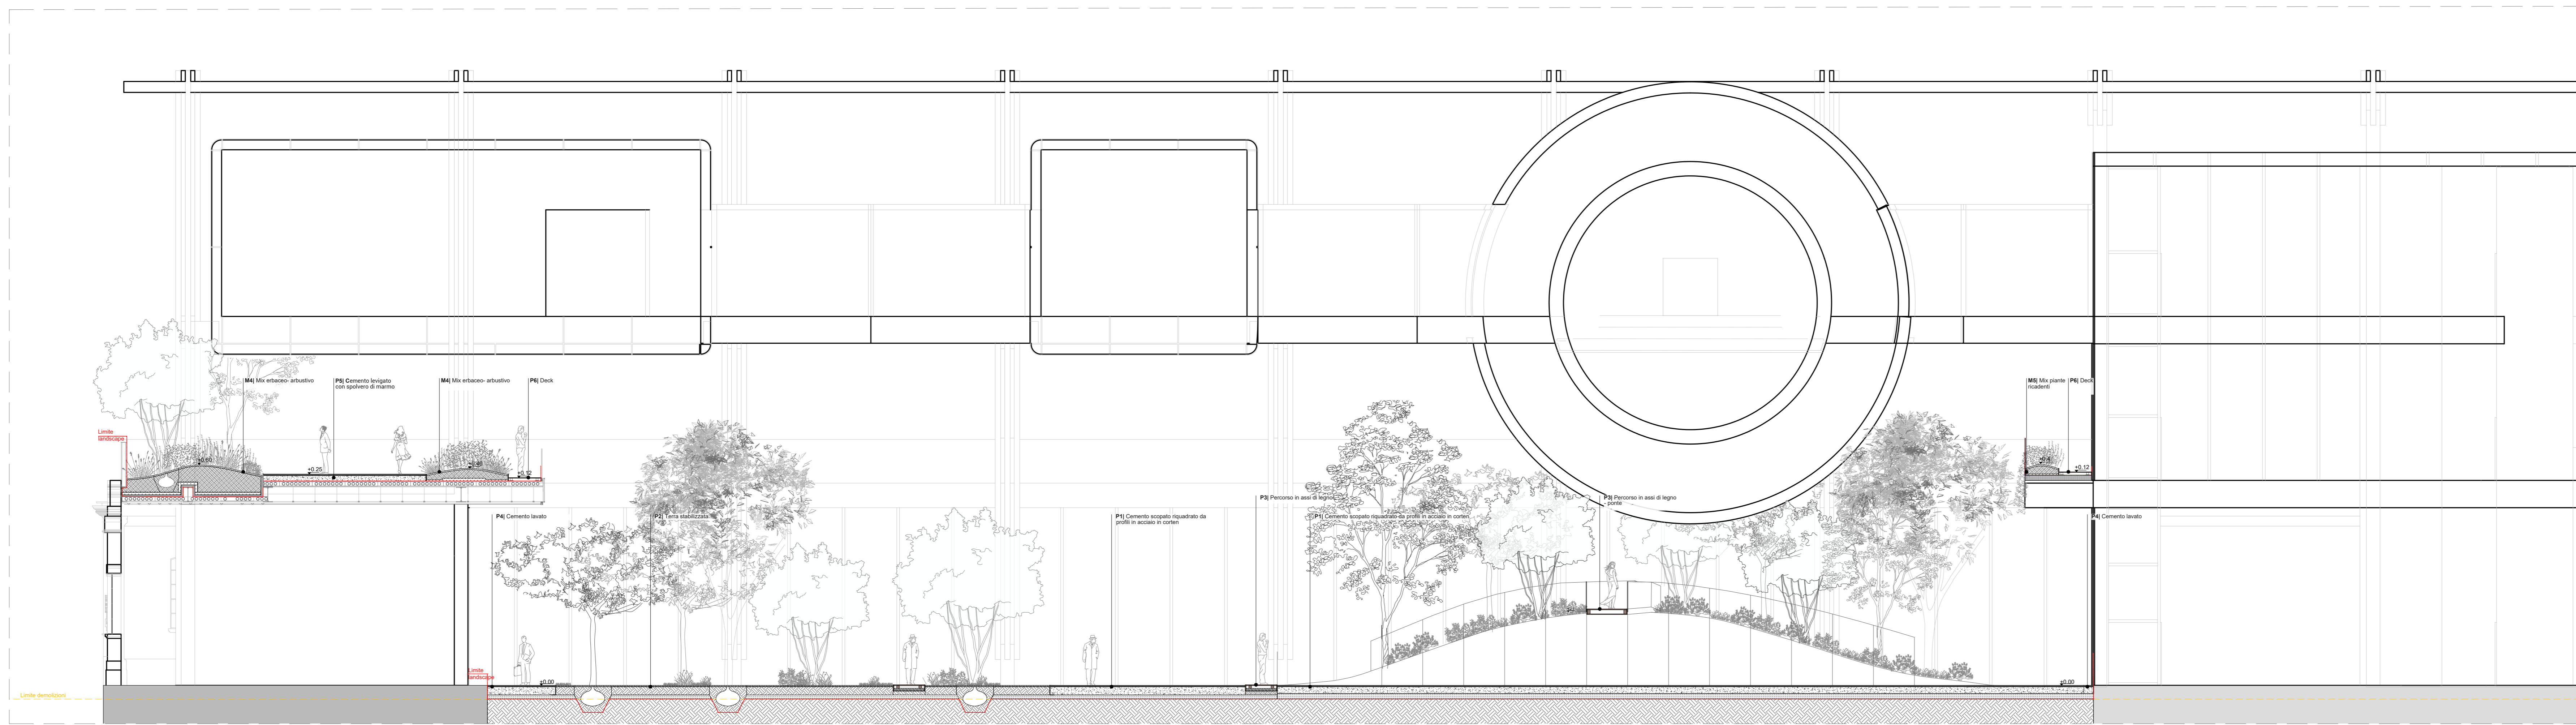 M4| Mix erbaceo- arbustivo
P5| Cemento levigato
con spolvero di marmo
M4| Mix erbaceo- arbustivo
P6| Deck
M5| Mix piante
ricadenti
P6| Deck
Limite
landscape
+0.60
+0.25
+0.40
+0.12
+0.12
P3| Percorso in assi di legno
P3| Percorso in assi di legno
- ponte
P4| Cemento lavato
P2| Terra stabilizzata
P1| Cemento scopato riquadrato da
profili in acciaio in corten
P1| Cemento scopato riquadrato da profili in acciaio in corten
P4| Cemento lavato
Limite
landscape
+0.00
+0.00
Limite demolizioni